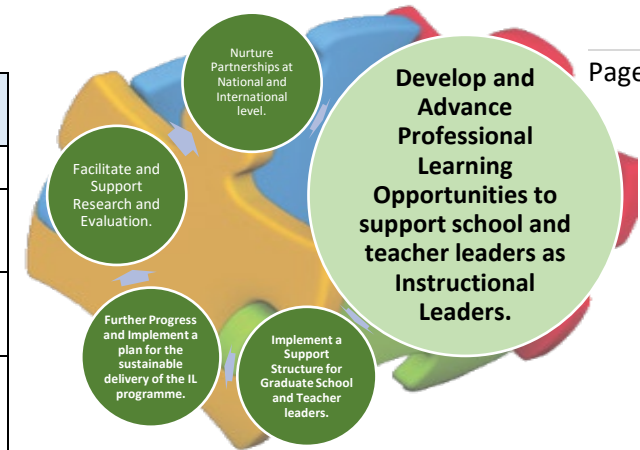 Nurture
Partnerships at
National and
International
level.
Develop and
Advance
Professional
Learning
Opportunities to
support school and
teacher leaders as
Instructional
Leaders.
Page
Facilitate and
Support
Research and
Evaluation.
Further Progress
and Implement a
plan for the
sustainable
delivery of the IL
programme.
Implement a
Support
Structure for
Graduate School
and Teacher
leaders.